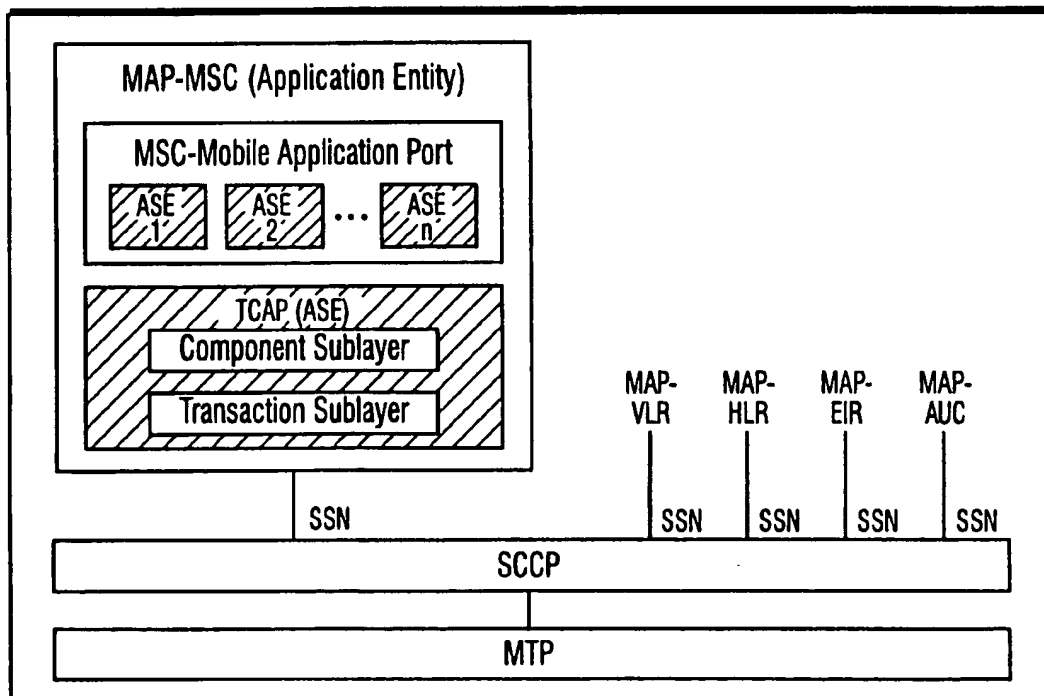 MAP-MSC (Application Entity)
MSC-Mobile Application Port
ASE 1
ASE 2
...
ASE n
TCAP (ASE)
Component Sublayer
Transaction Sublayer
MAP-
VLR
MAP-
HLR
MAP-
EIR
MAP-
AUC
SSN
SSN
SSN
SSN
SSN
SCCP
MTP